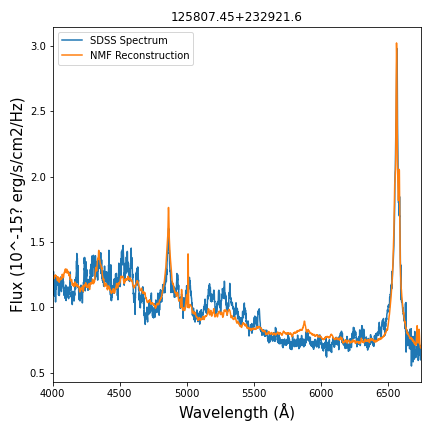 125807.45+232921.6
SDSS Spectrum
NMF Reconstruction
Flux (10^-15? erg/s/cm2/Hz)
3.0
2.5
2.0
1.5
1.0
0.5
4000 4500 5000 5500 6000 6500
Wavelength (Å)